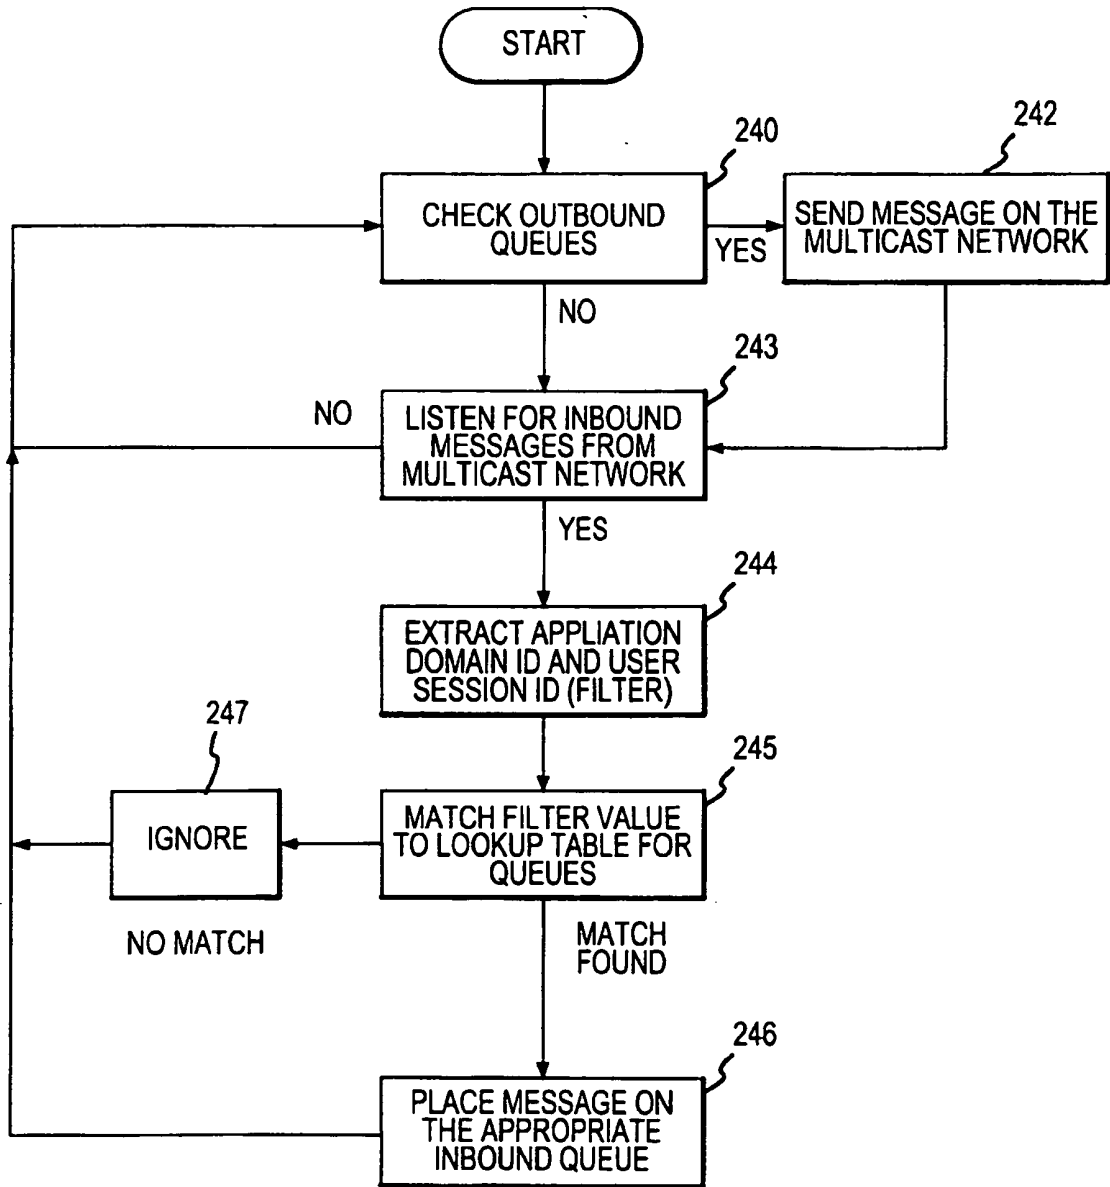 START
240
CHECK OUTBOUND
QUEUES
YES
242
SEND MESSAGE ON THE
MULTICAST NETWORK
NO
243
LISTEN FOR INBOUND
MESSAGES FROM
MULTICAST NETWORK
NO
YES
244
EXTRACT APPLIATION
DOMAIN ID AND USER
SESSION ID (FILTER)
245
MATCH FILTER VALUE
TO LOOKUP TABLE FOR
QUEUES
247
IGNORE
NO MATCH
MATCH
FOUND
246
PLACE MESSAGE ON
THE APPROPRIATE
INBOUND QUEUE